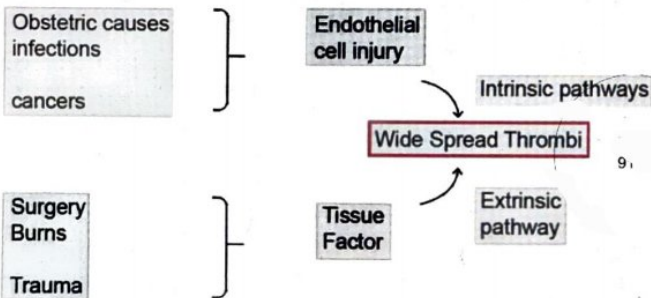 Obstetric causes
infections
cancers
Endothelial
cell injury
Intrinsic pathways
Wide Spread Thrombi
9,
Surgery
Burns
Trauma
Tissue
Factor
Extrinsic
pathway